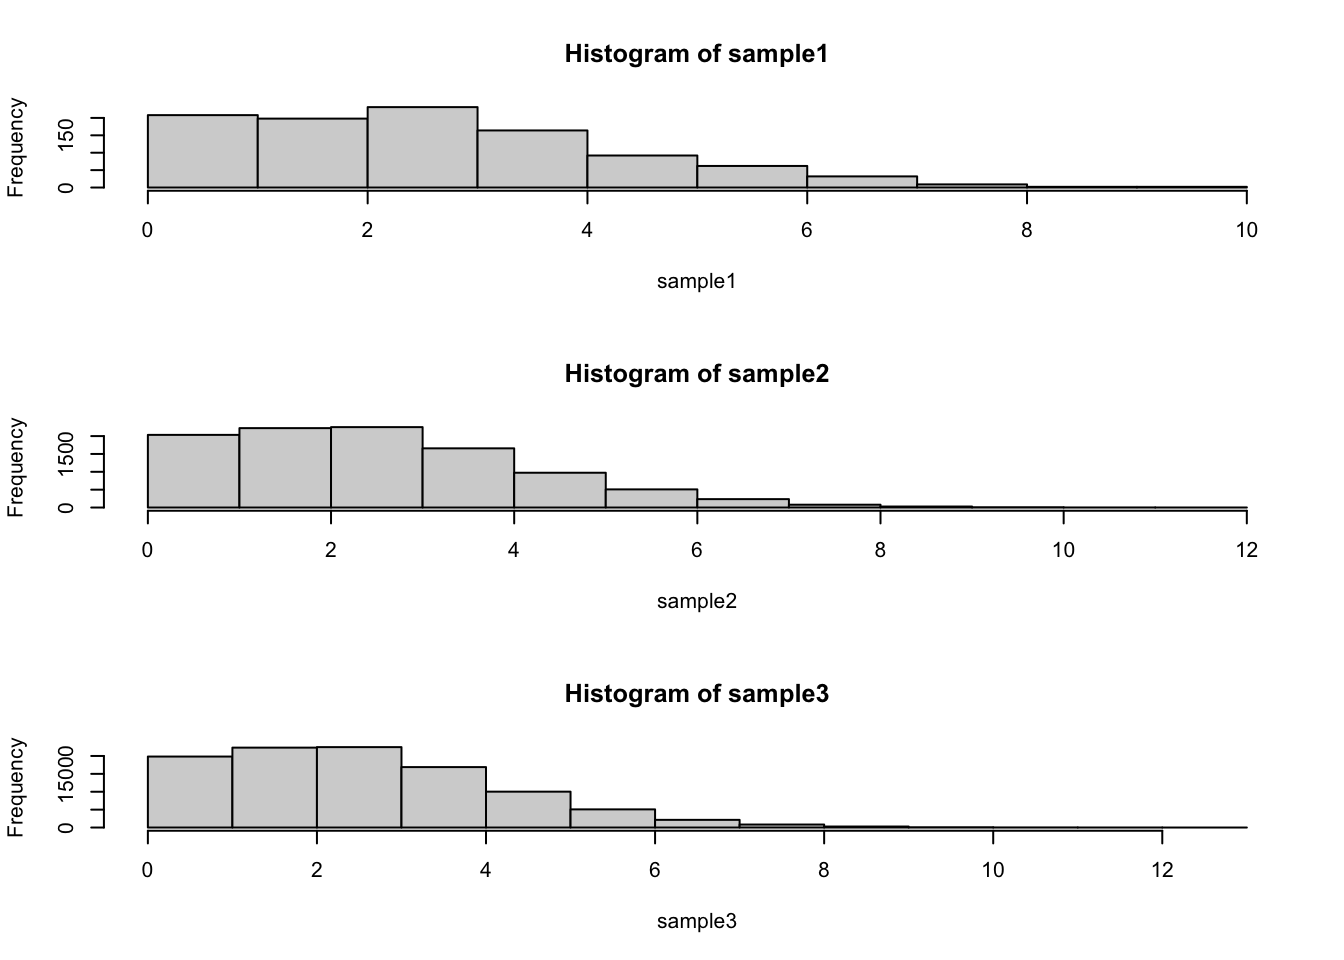 Histogram of sample1
Frequency
150
0
0 2 4 6 8 10
sample1
Histogram of sample2
Frequency
1500
0
0 2 4 6 8 10 12
sample2
Histogram of sample3
Frequency
15000
0
0 2 4 6 8 10 12
sample3